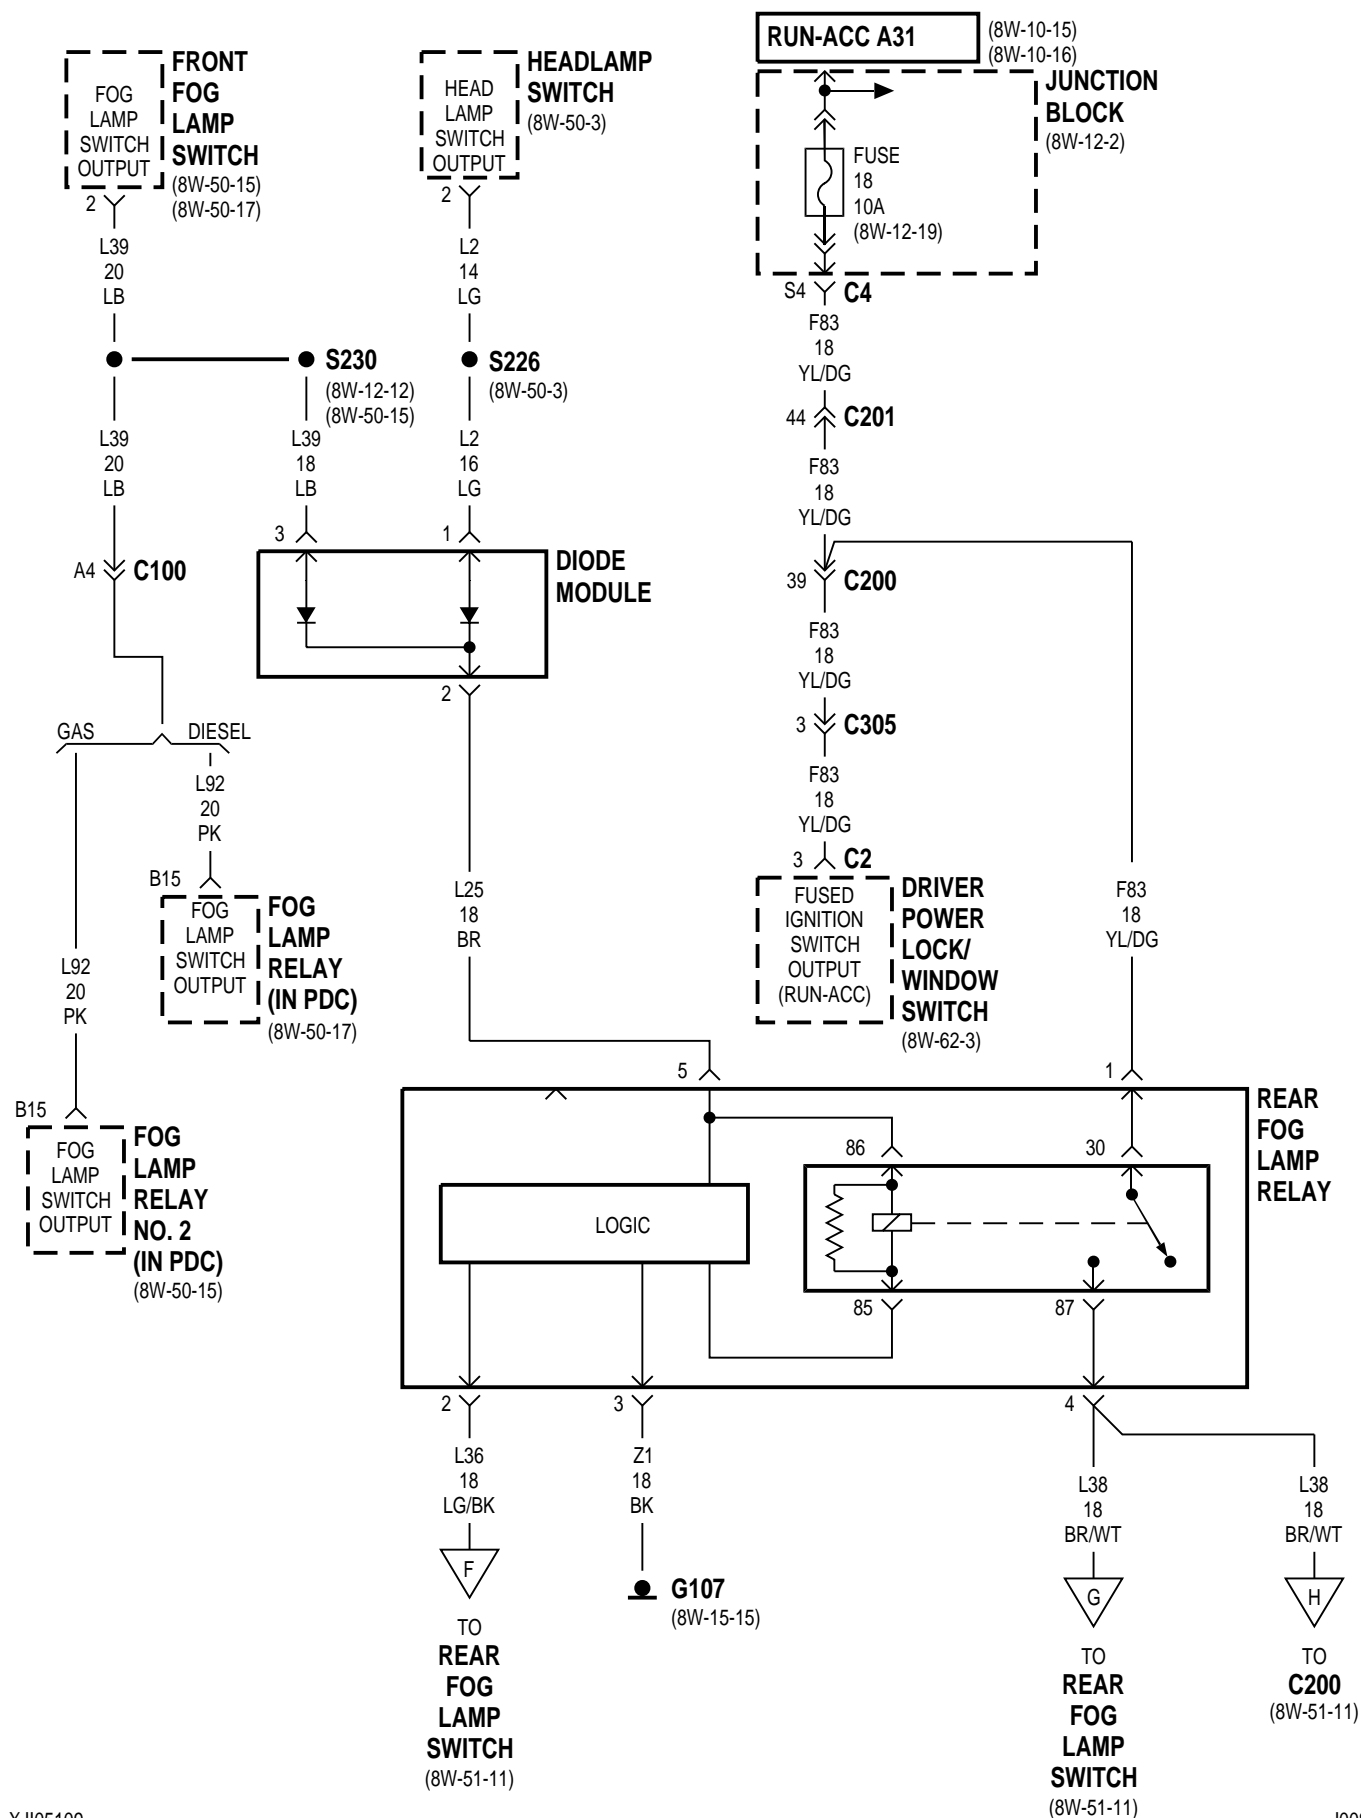 FRONT
FOG
LAMP
SWITCH
(8W-50-15)
(8W-50-17)
FOG
LAMP
SWITCH
OUTPUT
2
L39
20
LB
HEADLAMP
SWITCH
(8W-50-3)
HEAD
LAMP
SWITCH
OUTPUT
2
L2
14
LG
RUN-ACC A31
(8W-10-15)
(8W-10-16)
JUNCTION
BLOCK
(8W-12-2)
FUSE
18
10A
(8W-12-19)
S4
C4
F83
18
YL/DG
S230
(8W-12-12)
(8W-50-15)
S226
(8W-50-3)
44
C201
L39
20
LB
L39
18
LB
L2
16
LG
F83
18
YL/DG
3
1
DIODE
MODULE
2
A4
C100
39
C200
F83
18
YL/DG
3
C305
F83
18
YL/DG
3
C2
GAS
DIESEL
L92
20
PK
B15
FOG
LAMP
SWITCH
OUTPUT
FOG
LAMP
RELAY
(IN PDC)
(8W-50-17)
L92
20
PK
L25
18
BR
FUSED
IGNITION
SWITCH
OUTPUT
(RUN-ACC)
DRIVER
POWER
LOCK/
WINDOW
SWITCH
(8W-62-3)
F83
18
YL/DG
B15
FOG
LAMP
SWITCH
OUTPUT
FOG
LAMP
RELAY
NO. 2
(IN PDC)
(8W-50-15)
5
1
REAR
FOG
LAMP
RELAY
86
30
LOGIC
85
87
2
3
4
L36
18
LG/BK
F
TO
REAR
FOG
LAMP
SWITCH
(8W-51-11)
Z1
18
BK
G107
(8W-15-15)
L38
18
BR/WT
G
TO
REAR
FOG
LAMP
SWITCH
(8W-51-11)
L38
18
BR/WT
H
TO
C200
(8W-51-11)